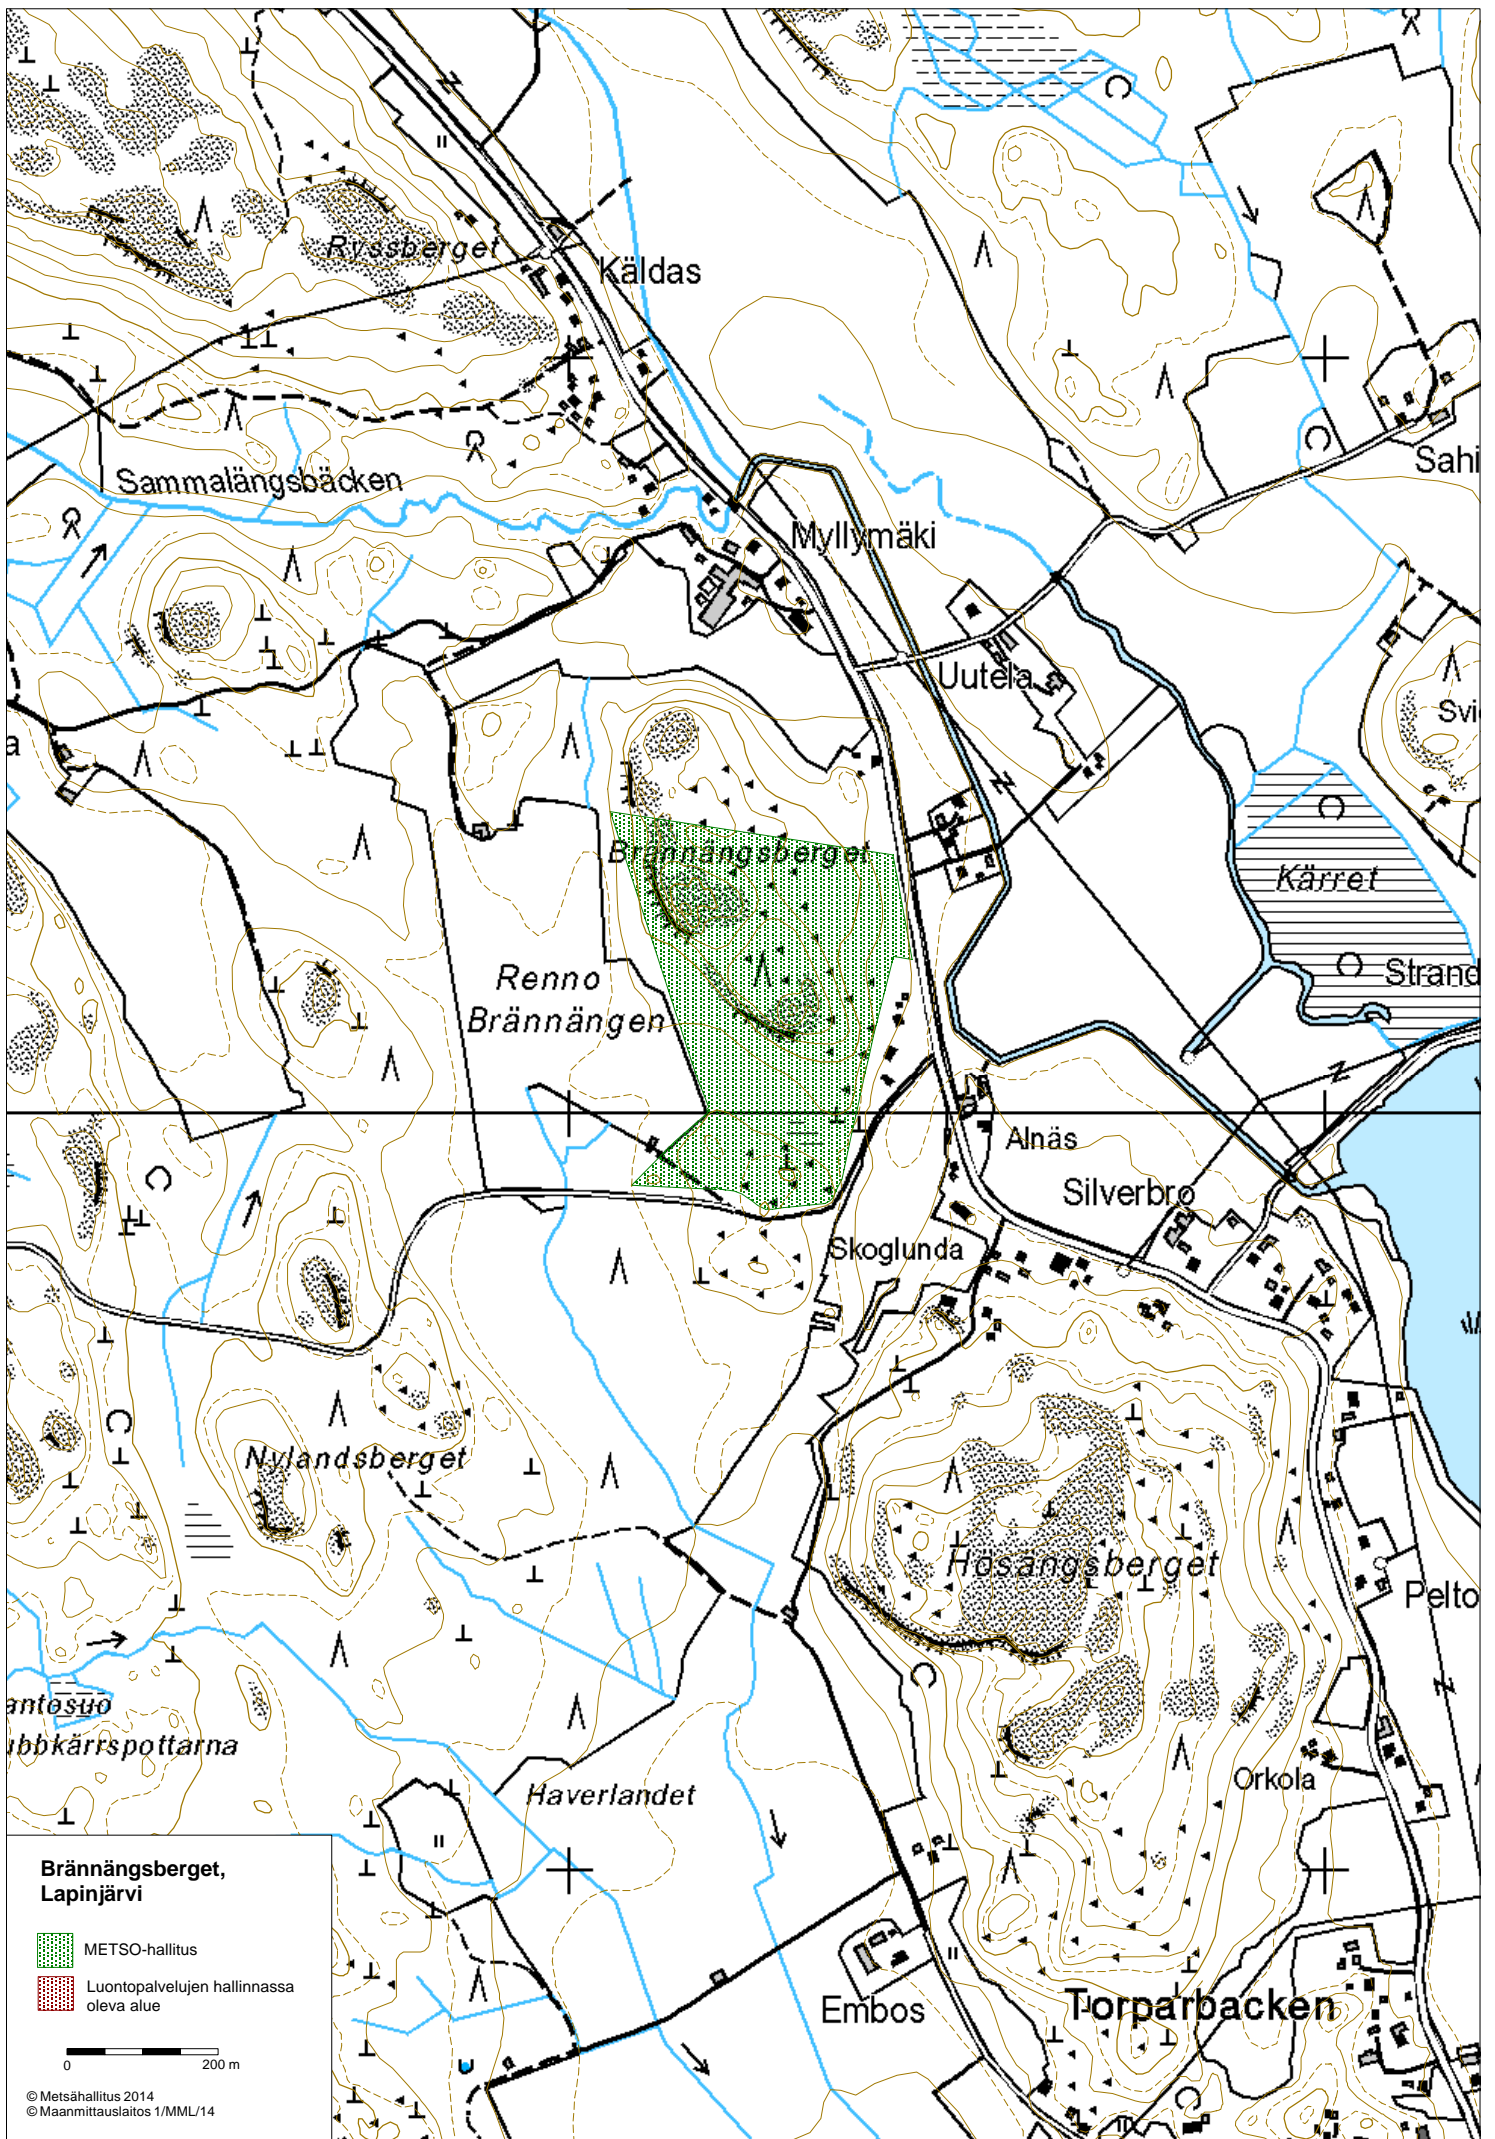 Ryssberget
Käldas
Sammalängsbäcken
Sahi
Myllymäki
Uutela
Svi
a
Brännängsberget
Kärret
Renno
Brännängen
Strand
Alnäs
Silverbro
Skoglunda
Nylandsberget
Hösängsberget
Pelto
antosuo
ubbkärrspottarna
Haverlandet
Orkola
Embos
Torparbacken
Brännängsberget,
Lapinjärvi
METSO-hallitus
Luontopalvelujen hallinnassa
oleva alue
0 200 m
© Metsähallitus 2014
© Maanmittauslaitos 1/MML/14